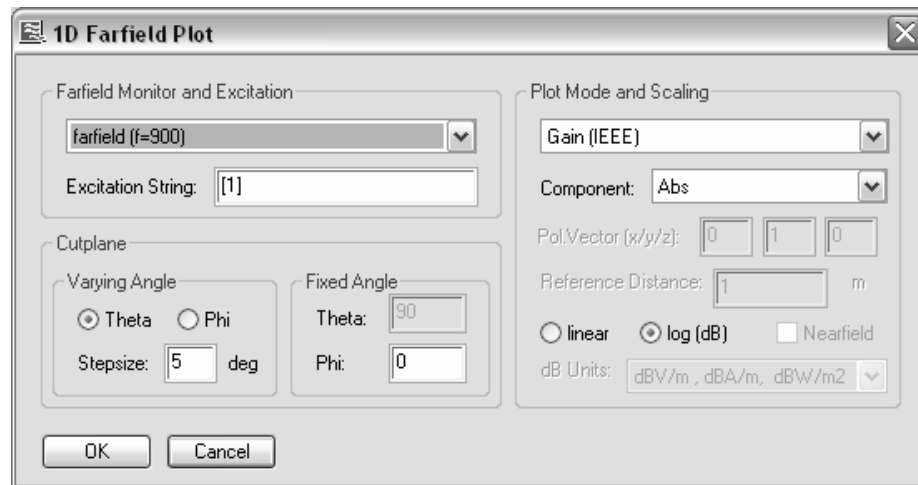 1D Farfield Plot
Farfield Monitor and Excitation
farfield (f=900)
Excitation String: [1]
Cutplane
Varying Angle
Theta Phi
Stepsize: 5 deg
Fixed Angle
Theta: 90
Phi: 0
Plot Mode and Scaling
Gain (IEEE)
Component: Abs
Pol.Vector (x/y/z): 0 1 0
Reference Distance: 1 m
linear log (dB) Nearfield
dB Units: dBV/m , dBA/m, dBW/m2
OK Cancel